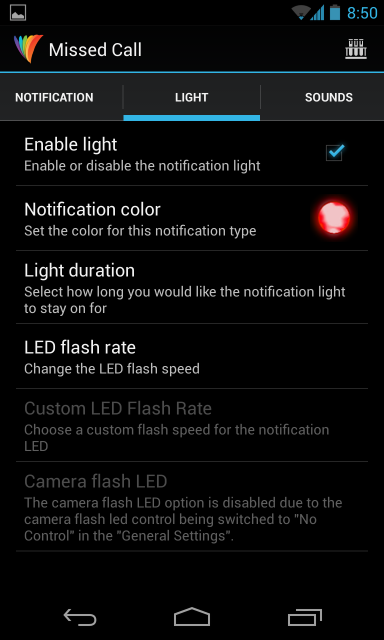 8:50
Missed Call
NOTIFICATION
LIGHT
SOUNDS
Enable light
Enable or disable the notification light
Notification color
Set the color for this notification type
Light duration
Select how long you would like the notification light
to stay on for
LED flash rate
Change the LED flash speed
Custom LED Flash Rate
Choose a custom flash speed for the notification
LED
Camera flash LED
The camera flash LED option is disabled due to the
camera flash led control being switched to "No
Control" in the "General Settings".